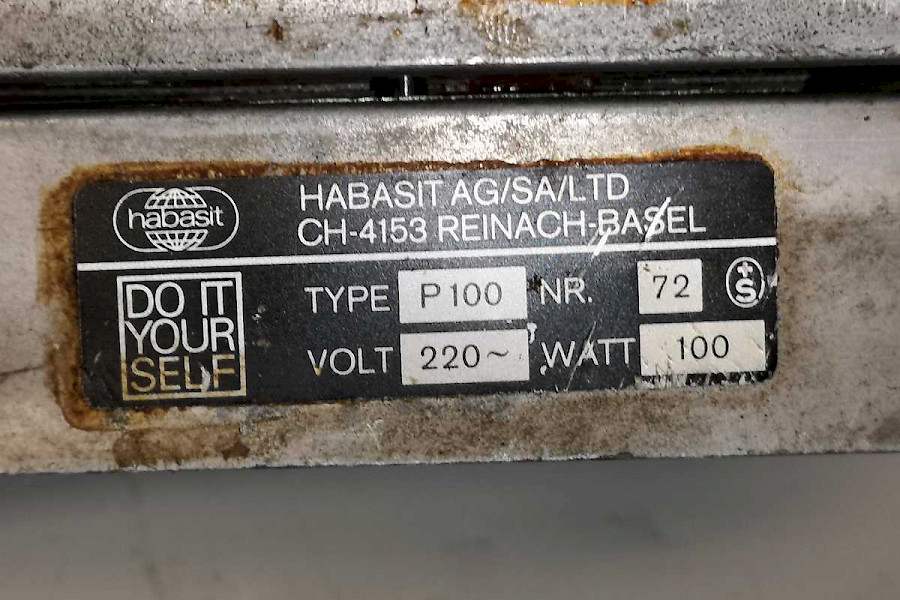 habasit
HABASIT AG/SA/LTD
CH-4153 REINACH-BASEL
DO IT
YOUR
SELF
TYPE P100 NR. 72
+S
VOLT 220~ WATT 100